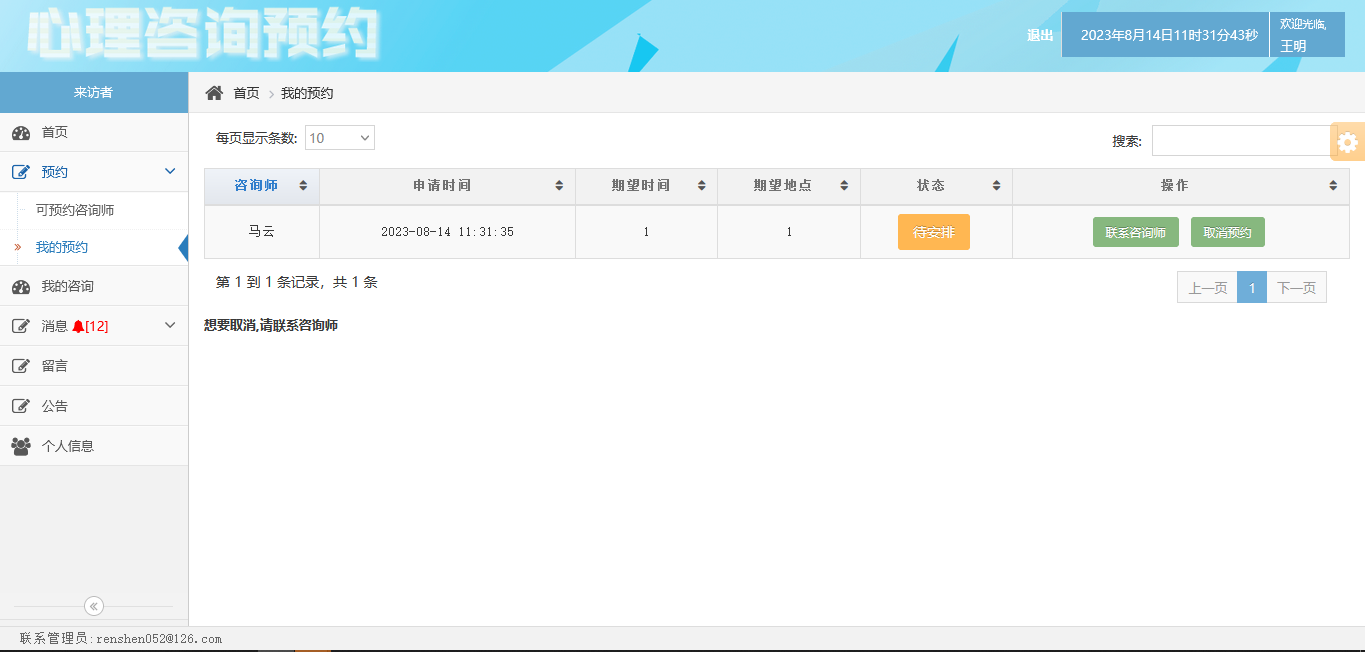 心理咨询预约
退出
2023年8月14日11时31分43秒
欢迎光临,
王明
来访者
首页 我的预约
首页
预约
可预约咨询师
我的预约
我的咨询
消息 [12]
留言
公告
个人信息
每页显示条数: 10
搜索:
咨询师 申请时间 期望时间 期望地点 状态 操作
马云 2023-08-14 11:31:35 1 1 待安排 联系咨询师 取消预约
第 1 到 1 条记录，共 1 条
上一页 1 下一页
想要取消,请联系咨询师
联系管理员:renshen052@126.com